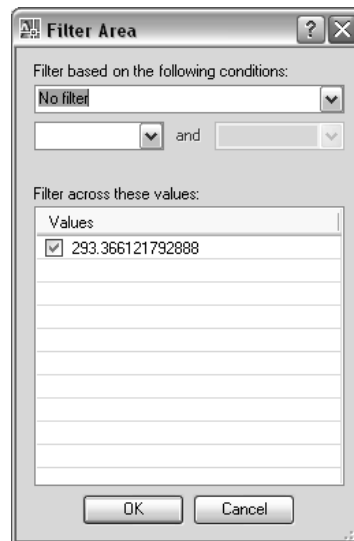 Filter Area
Filter based on the following conditions:
No filter
and
Filter across these values:
Values
293.366121792888
OK
Cancel